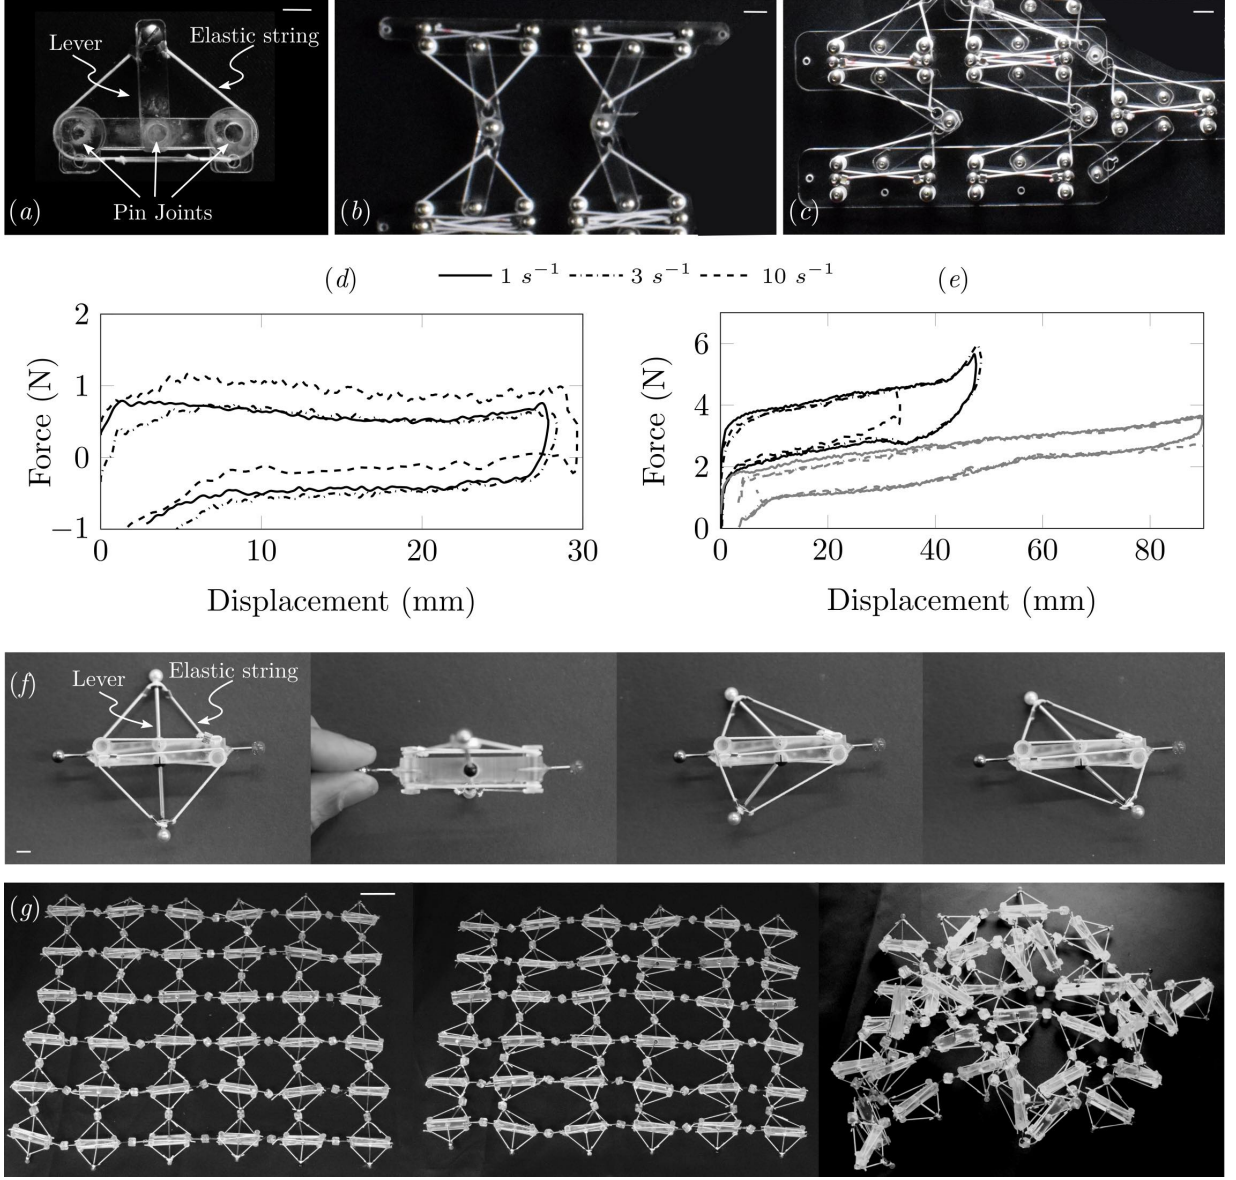 Lever
Elastic string
Pin Joints
(a)
(b)
(c)
(d)
1 s⁻¹ 3 s⁻¹ 10 s⁻¹
(e)
2
1
0
−1
Force (N)
0 10 20 30
Displacement (mm)
6
4
2
0
Force (N)
0 20 40 60 80
Displacement (mm)
(f)
Lever
Elastic string
(g)